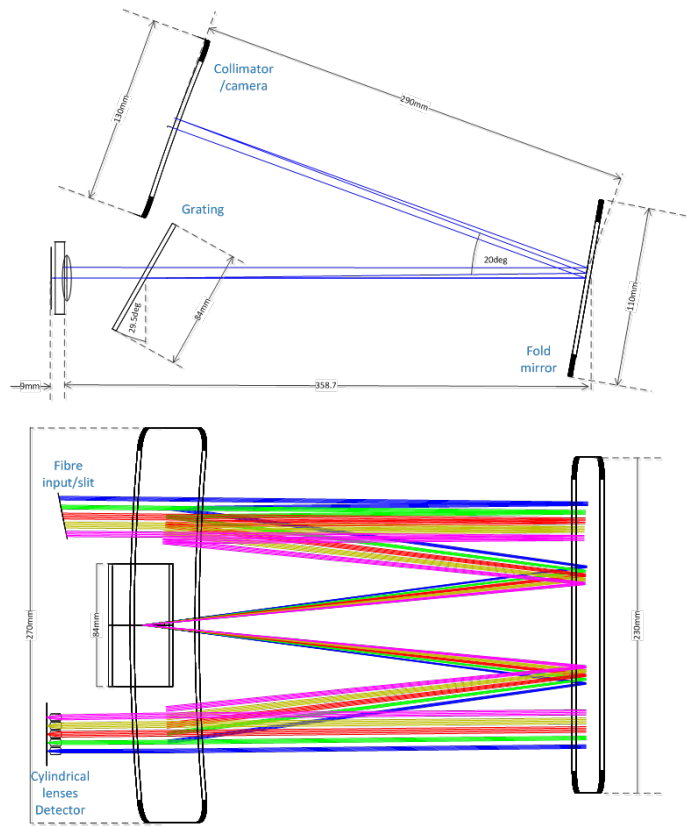 Collimator
/camera
130mm
290mm
Grating
20deg
84mm
29.5deg
110mm
Fold
mirror
9mm
358.7
Fibre
input/slit
270mm
84mm
230mm
Cylindrical
lenses
Detector